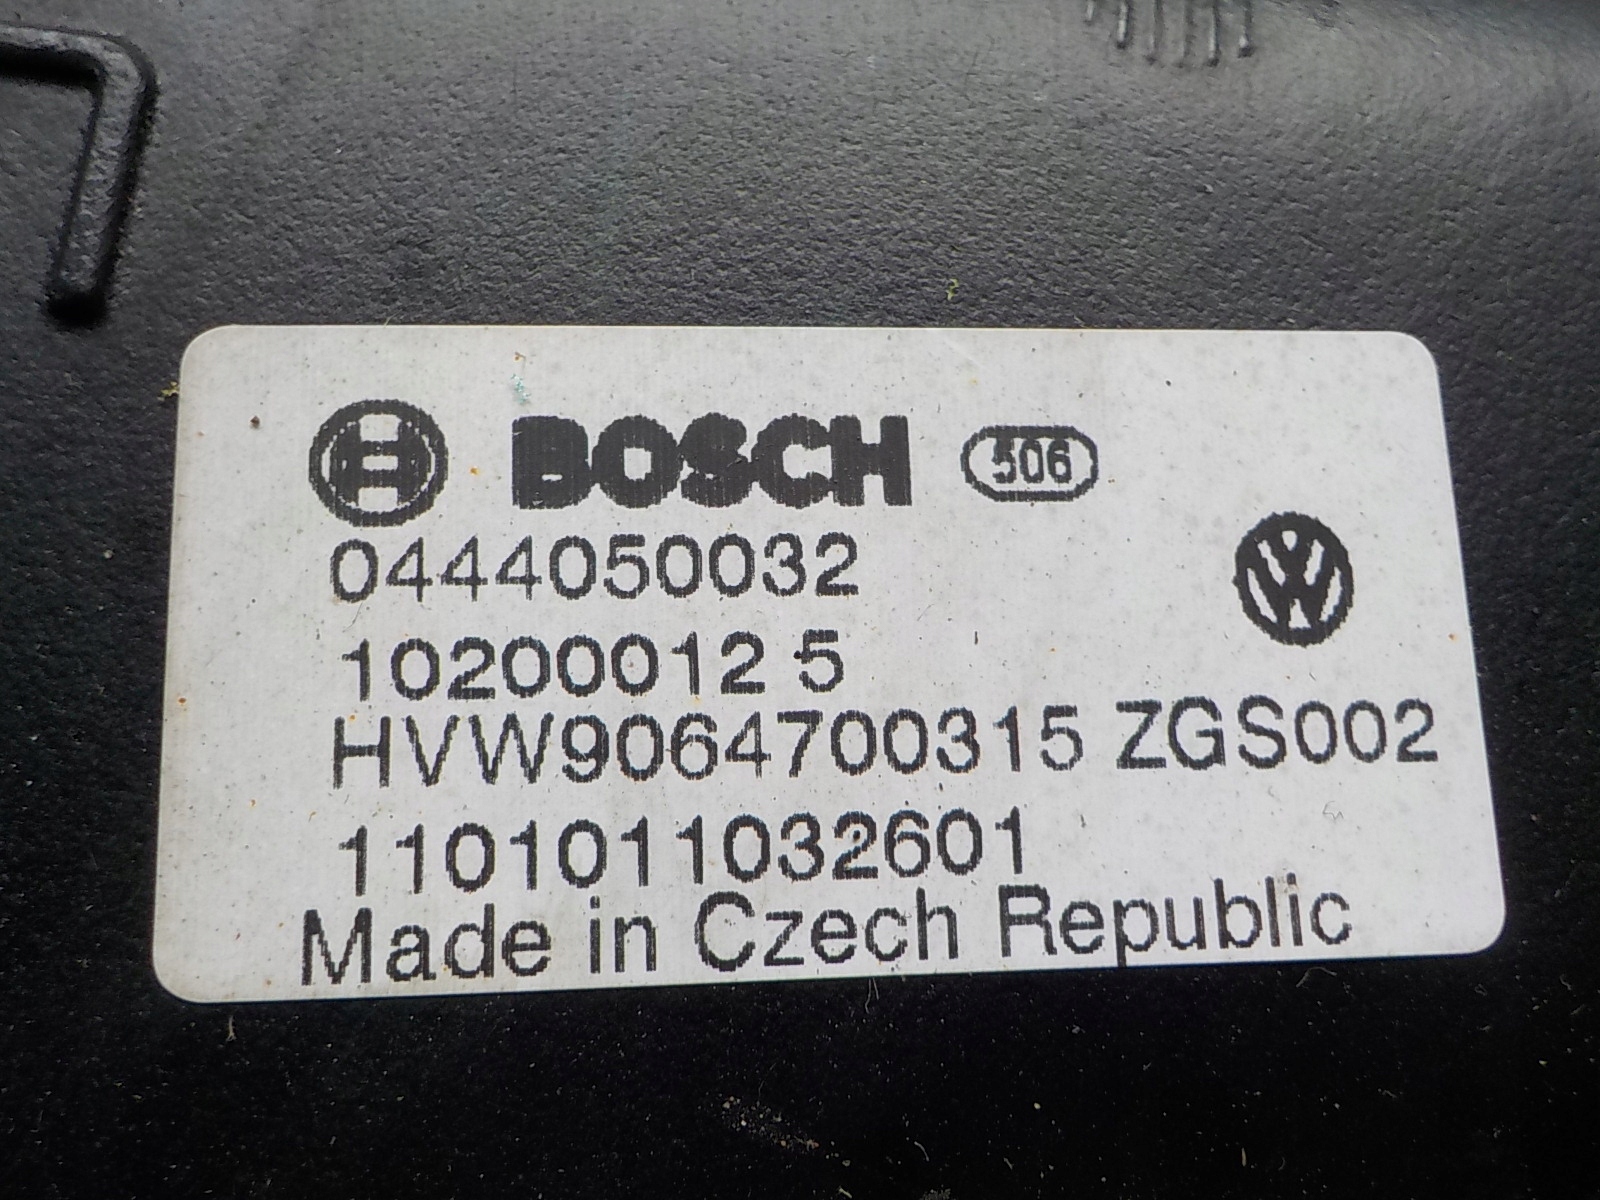 BOSCH 506
0444050032
10200012 5
HVW9064700315 ZGS002
1101011032601
Made in Czech Republic